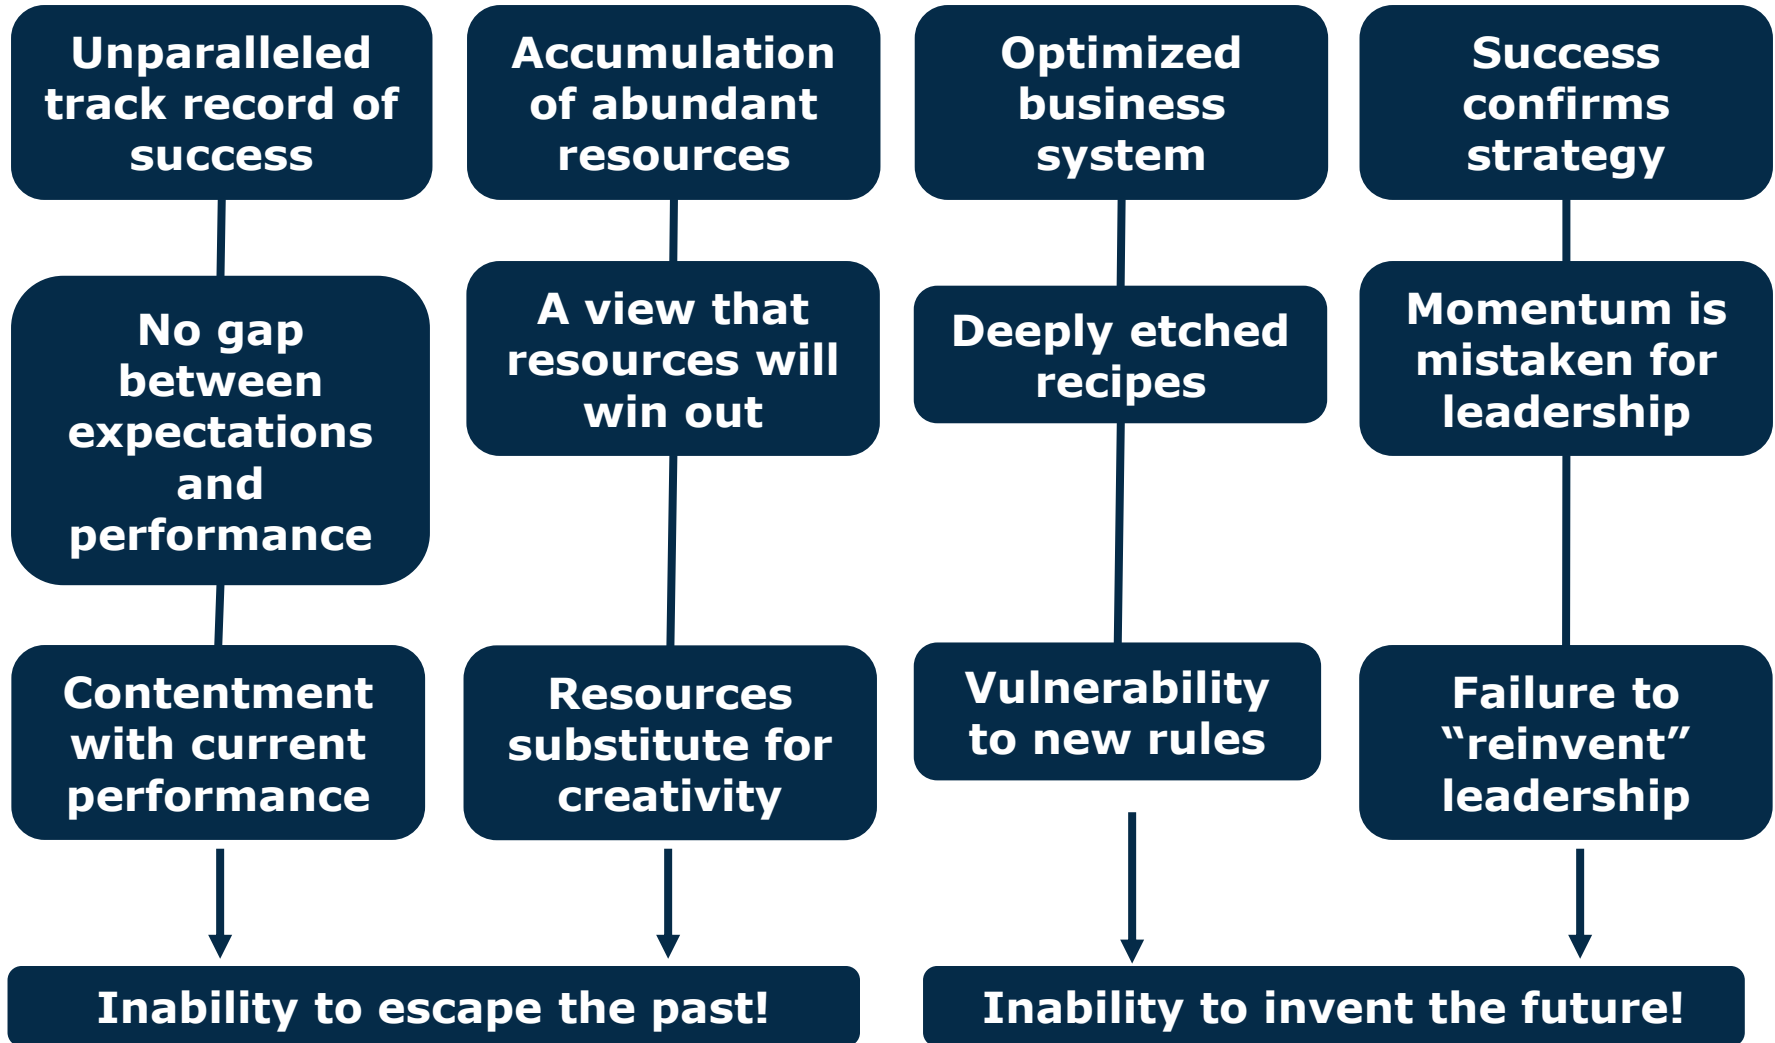 Unparalleled
track record of
success
No gap
between
expectations
and
performance
Contentment
with current
performance
Accumulation
of abundant
resources
A view that
resources will
win out
Resources
substitute for
creativity
Inability to escape the past!
Optimized
business
system
Deeply etched
recipes
Vulnerability
to new rules
Success
confirms
strategy
Momentum is
mistaken for
leadership
Failure to
“reinvent”
leadership
Inability to invent the future!